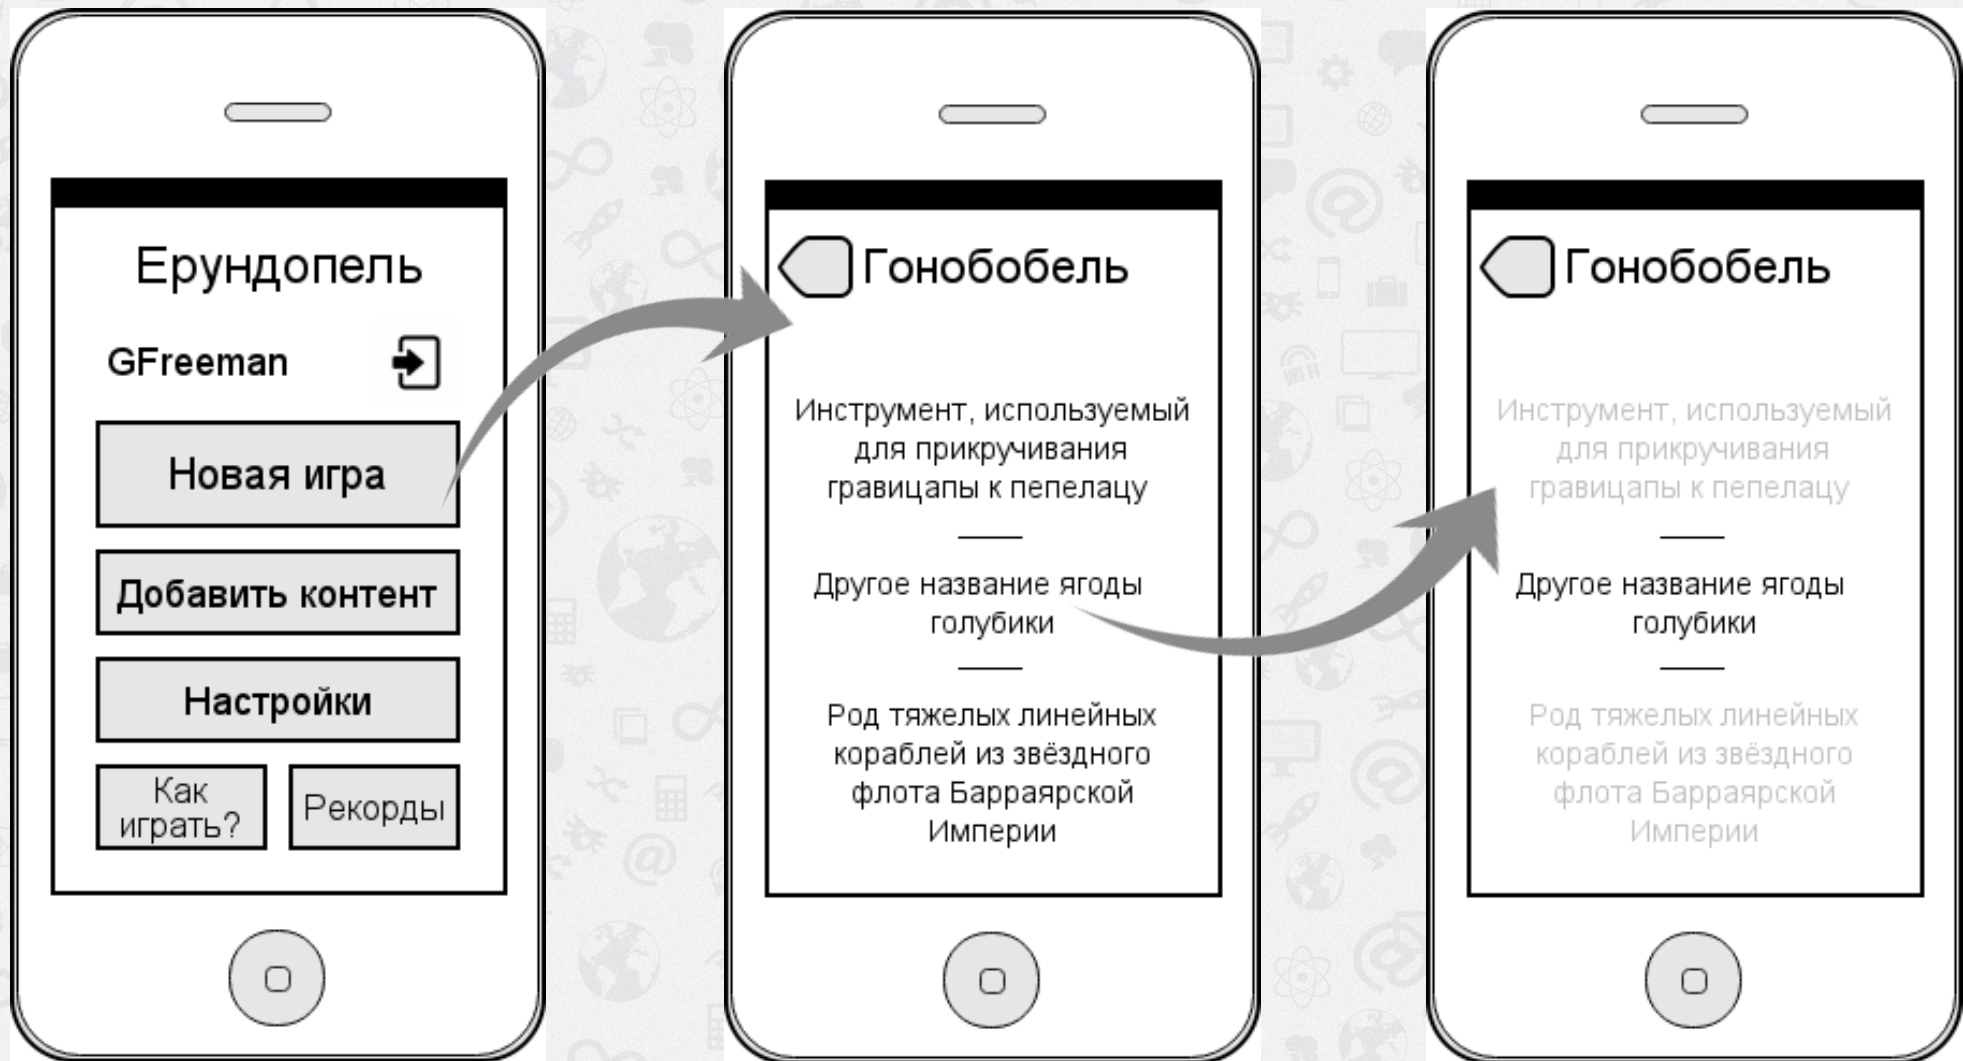 Ерундопель
GFreeman
Новая игра
Добавить контент
Настройки
Как
играть?
Рекорды
Гонобобель
Инструмент, используемый
для прикручивания
гравицапы к пепелацу
Другое название ягоды
голубики
Род тяжелых линейных
кораблей из звёздного
флота Барраярской
Империи
Гонобобель
Инструмент, используемый
для прикручивания
гравицапы к пепелацу
Другое название ягоды
голубики
Род тяжелых линейных
кораблей из звёздного
флота Барраярской
Империи